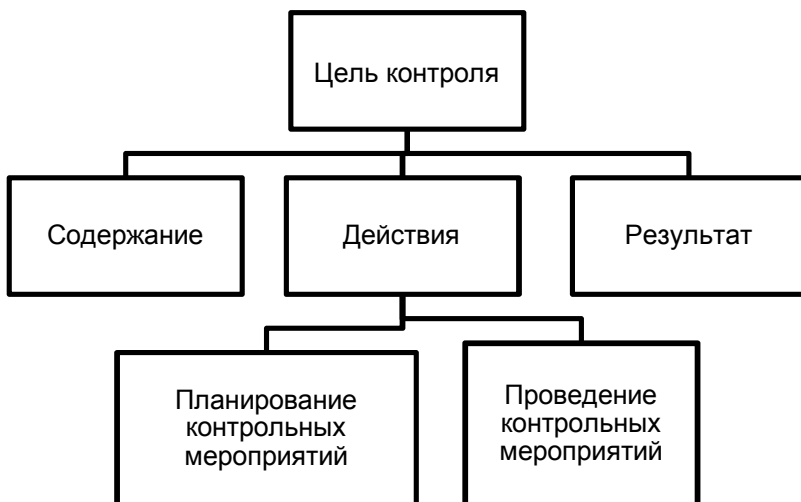 Цель контроля
Содержание
Действия
Результат
Планирование
контрольных
мероприятий
Проведение
контрольных
мероприятий